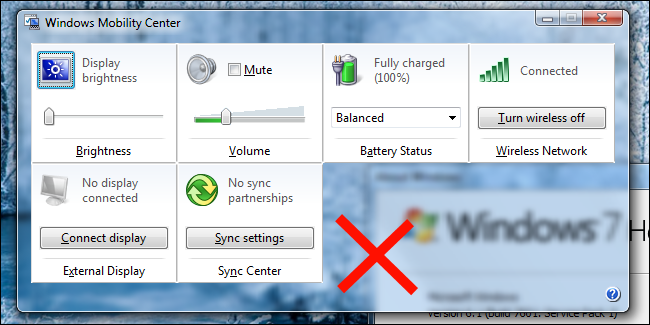 Windows Mobility Center
Display
brightness
Brightness
Mute
Volume
Fully charged
(100%)
Balanced
Battery Status
Connected
Turn wireless off
Wireless Network
No display
connected
Connect display
External Display
No sync
partnerships
Sync settings
Sync Center
About Windows
Windows 7 Ho
Microsoft Windows
Version 6.1 (Build 7601: Service Pack 1)